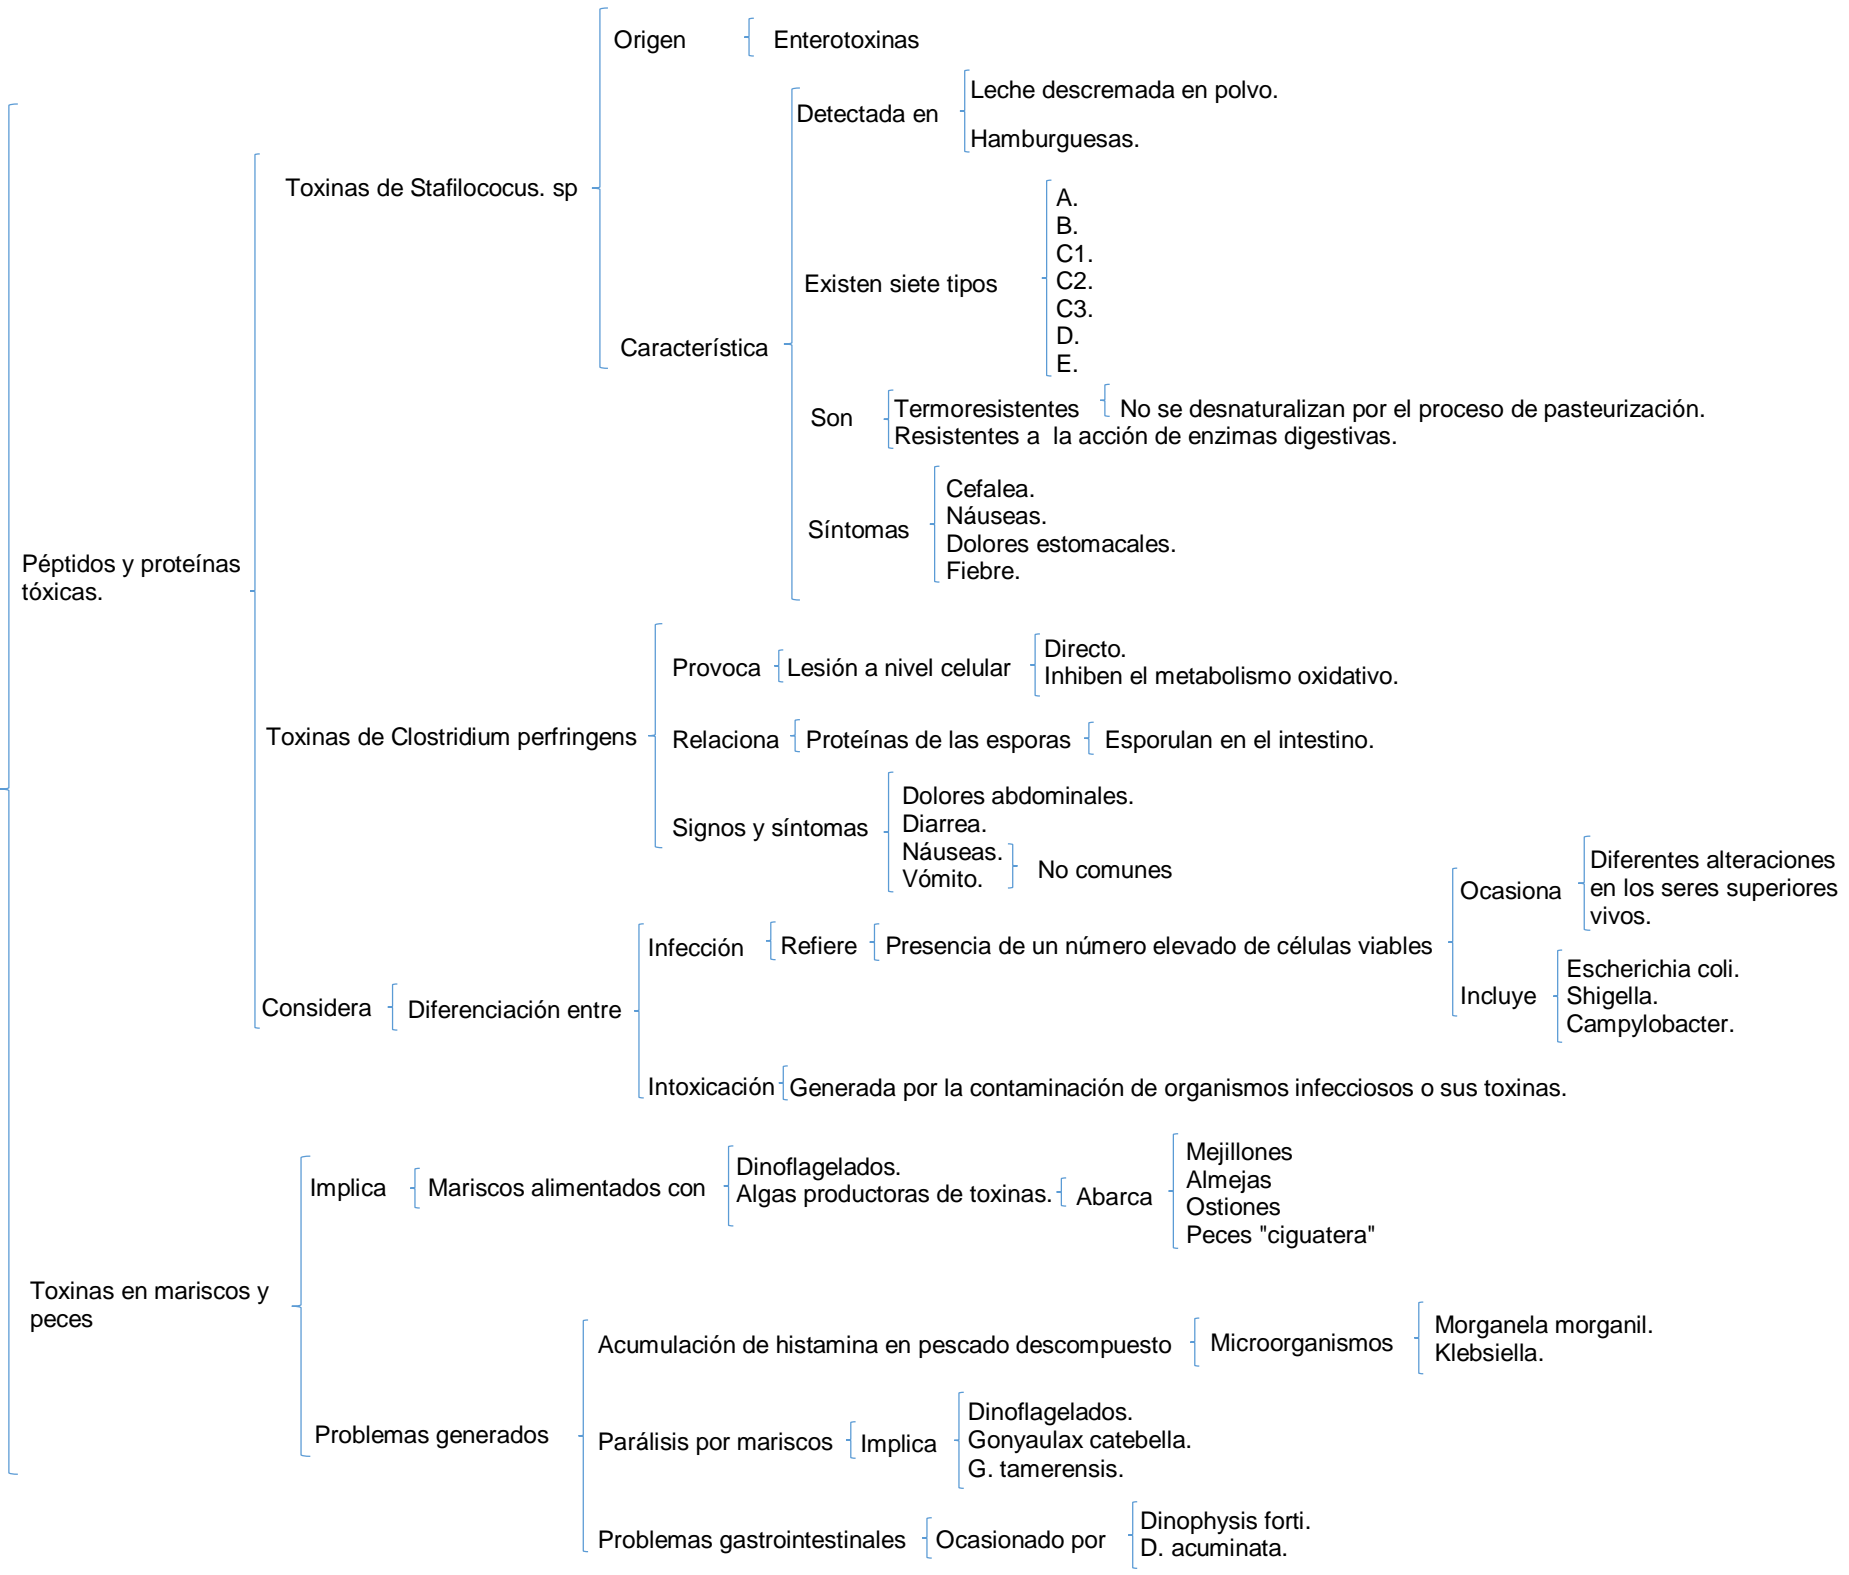 Origen
Enterotoxinas
Detectada en
Leche descremada en polvo.
Hamburguesas.
Toxinas de Stafilococus. sp
Existen siete tipos
A.
B.
C1.
C2.
C3.
D.
E.
Característica
Son
Termoresistentes
No se desnaturalizan por el proceso de pasteurización.
Resistentes a  la acción de enzimas digestivas.
Síntomas
Cefalea.
Náuseas.
Dolores estomacales.
Fiebre.
Péptidos y proteínas
tóxicas.
Toxinas de Clostridium perfringens
Provoca
Lesión a nivel celular
Directo.
Inhiben el metabolismo oxidativo.
Relaciona
Proteínas de las esporas
Esporulan en el intestino.
Signos y síntomas
Dolores abdominales.
Diarrea.
Náuseas.
Vómito.
No comunes
Considera
Diferenciación entre
Infección
Refiere
Presencia de un número elevado de células viables
Ocasiona
Diferentes alteraciones
en los seres superiores
vivos.
Incluye
Escherichia coli.
Shigella.
Campylobacter.
Intoxicación
Generada por la contaminación de organismos infecciosos o sus toxinas.
Toxinas en mariscos y
peces
Implica
Mariscos alimentados con
Dinoflagelados.
Algas productoras de toxinas.
Abarca
Mejillones
Almejas
Ostiones
Peces "ciguatera"
Problemas generados
Acumulación de histamina en pescado descompuesto
Microorganismos
Morganela morganil.
Klebsiella.
Parálisis por mariscos
Implica
Dinoflagelados.
Gonyaulax catebella.
G. tamerensis.
Problemas gastrointestinales
Ocasionado por
Dinophysis forti.
D. acuminata.